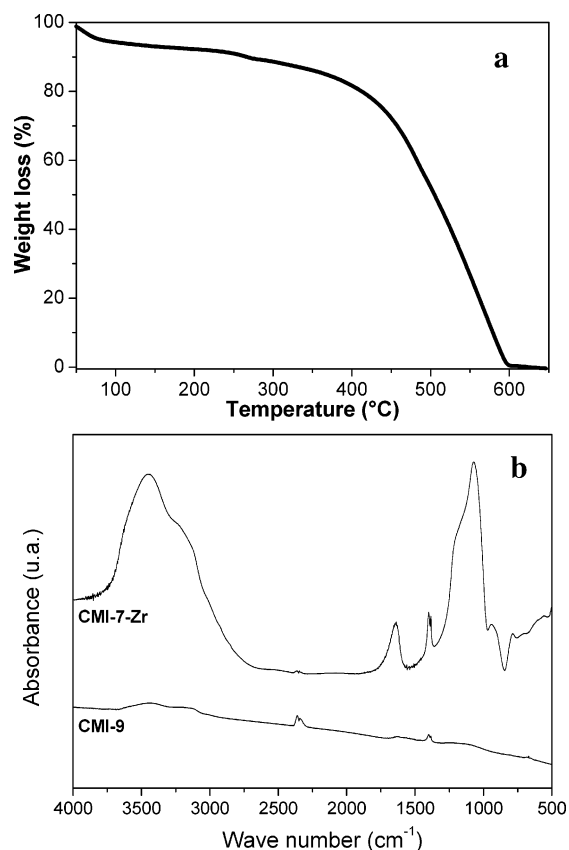 100
a
80
60
Weight loss (%)
40
20
0
100 200 300 400 500 600
Temperature (°C)
b
CMI-7-Zr
Absorbance (u.a.)
CMI-9
4000 3500 3000 2500 2000 1500 1000 500
Wave number (cm⁻¹)